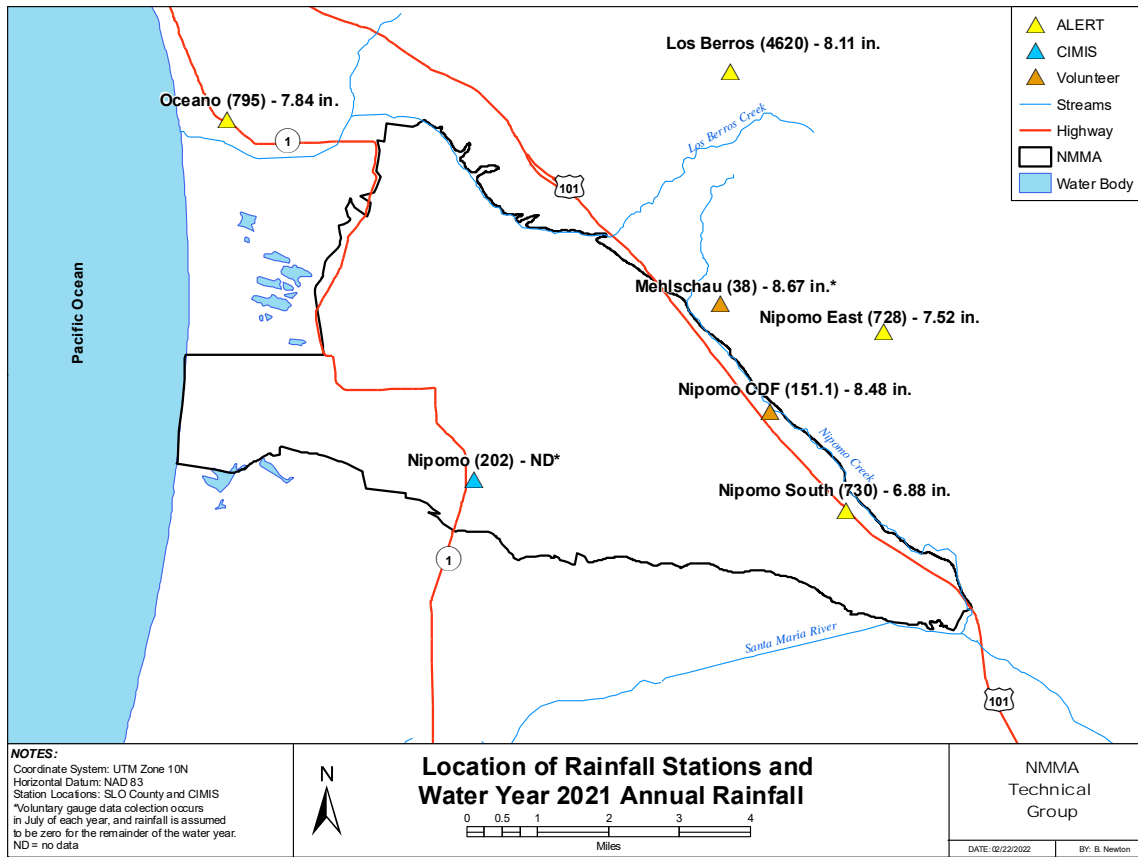 Los Berros (4620) - 8.11 in.
ALERT
CIMIS
Volunteer
Streams
Highway
NMMA
Water Body
Oceano (795) - 7.84 in.
1
Los Berros Creek
101
Pacific Ocean
Mehlschau (38) - 8.67 in.*
Nipomo East (728) - 7.52 in.
Nipomo CDF (151.1) - 8.48 in.
Nipomo Creek
Nipomo (202) - ND*
Nipomo South (730) - 6.88 in.
1
Santa Maria River
101
NOTES:
Coordinate System: UTM Zone 10N
Horizontal Datum: NAD 83
Station Locations: SLO County and CIMIS
*Voluntary gauge data colection occurs
in July of each year, and rainfall is assumed
to be zero for the remainder of the water year.
ND = no data
N
Location of Rainfall Stations and
Water Year 2021 Annual Rainfall
0 0.5 1 2 3 4
Miles
NMMA
Technical
Group
DATE: 02/22/2022 BY: B. Newton